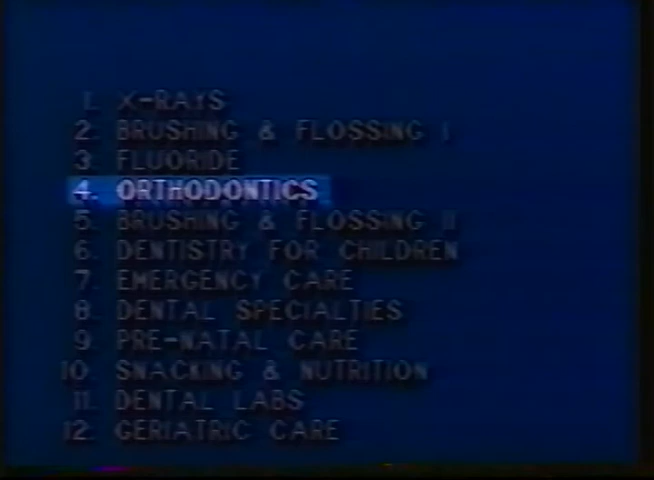 1. X-RAYS
2. BRUSHING & FLOSSING I
3. FLUORIDE
4. ORTHODONTICS
5. BRUSHING & FLOSSING II
6. DENTISTRY FOR CHILDREN
7. EMERGENCY CARE
8. DENTAL SPECIALTIES
9. PRE-NATAL CARE
10. SNACKING & NUTRITION
11. DENTAL LABS
12. GERIATRIC CARE